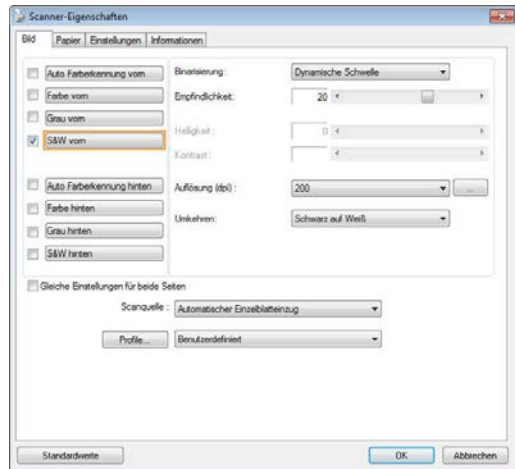 Scanner-Eigenschaften
Bild Papier Einstellungen Informationen
Auto Farberkennung vorn
Farbe vorn
Grau vorn
S&W vorn
Auto Farberkennung hinten
Farbe hinten
Grau hinten
S&W hinten
Binarisierung: Dynamische Schwelle
Empfindlichkeit: 20
Helligkeit: 0
Kontrast:
Auflösung (dpi) : 200 ...
Umkehren: Schwarz auf Weiß
Gleiche Einstellungen für beide Seiten
Scanquelle : Automatischer Einzelblatteinzug
Profile... Benutzerdefiniert
Standardwerte OK Abbrechen